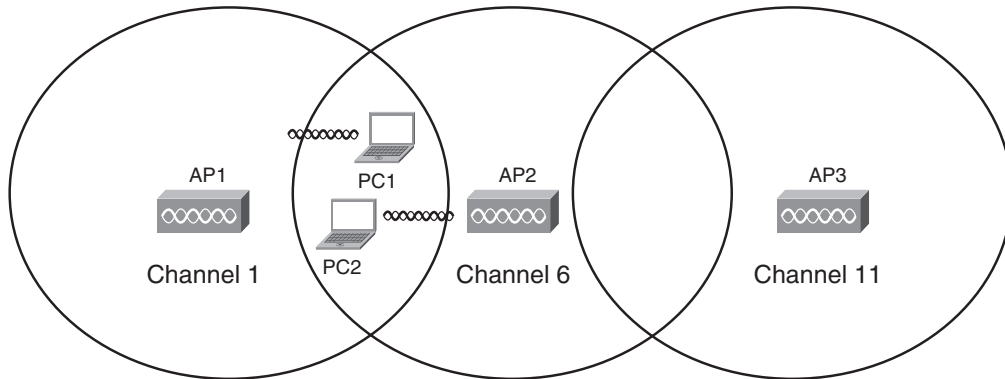 PC1
AP1
AP2
AP3
PC2
Channel 1
Channel 6
Channel 11